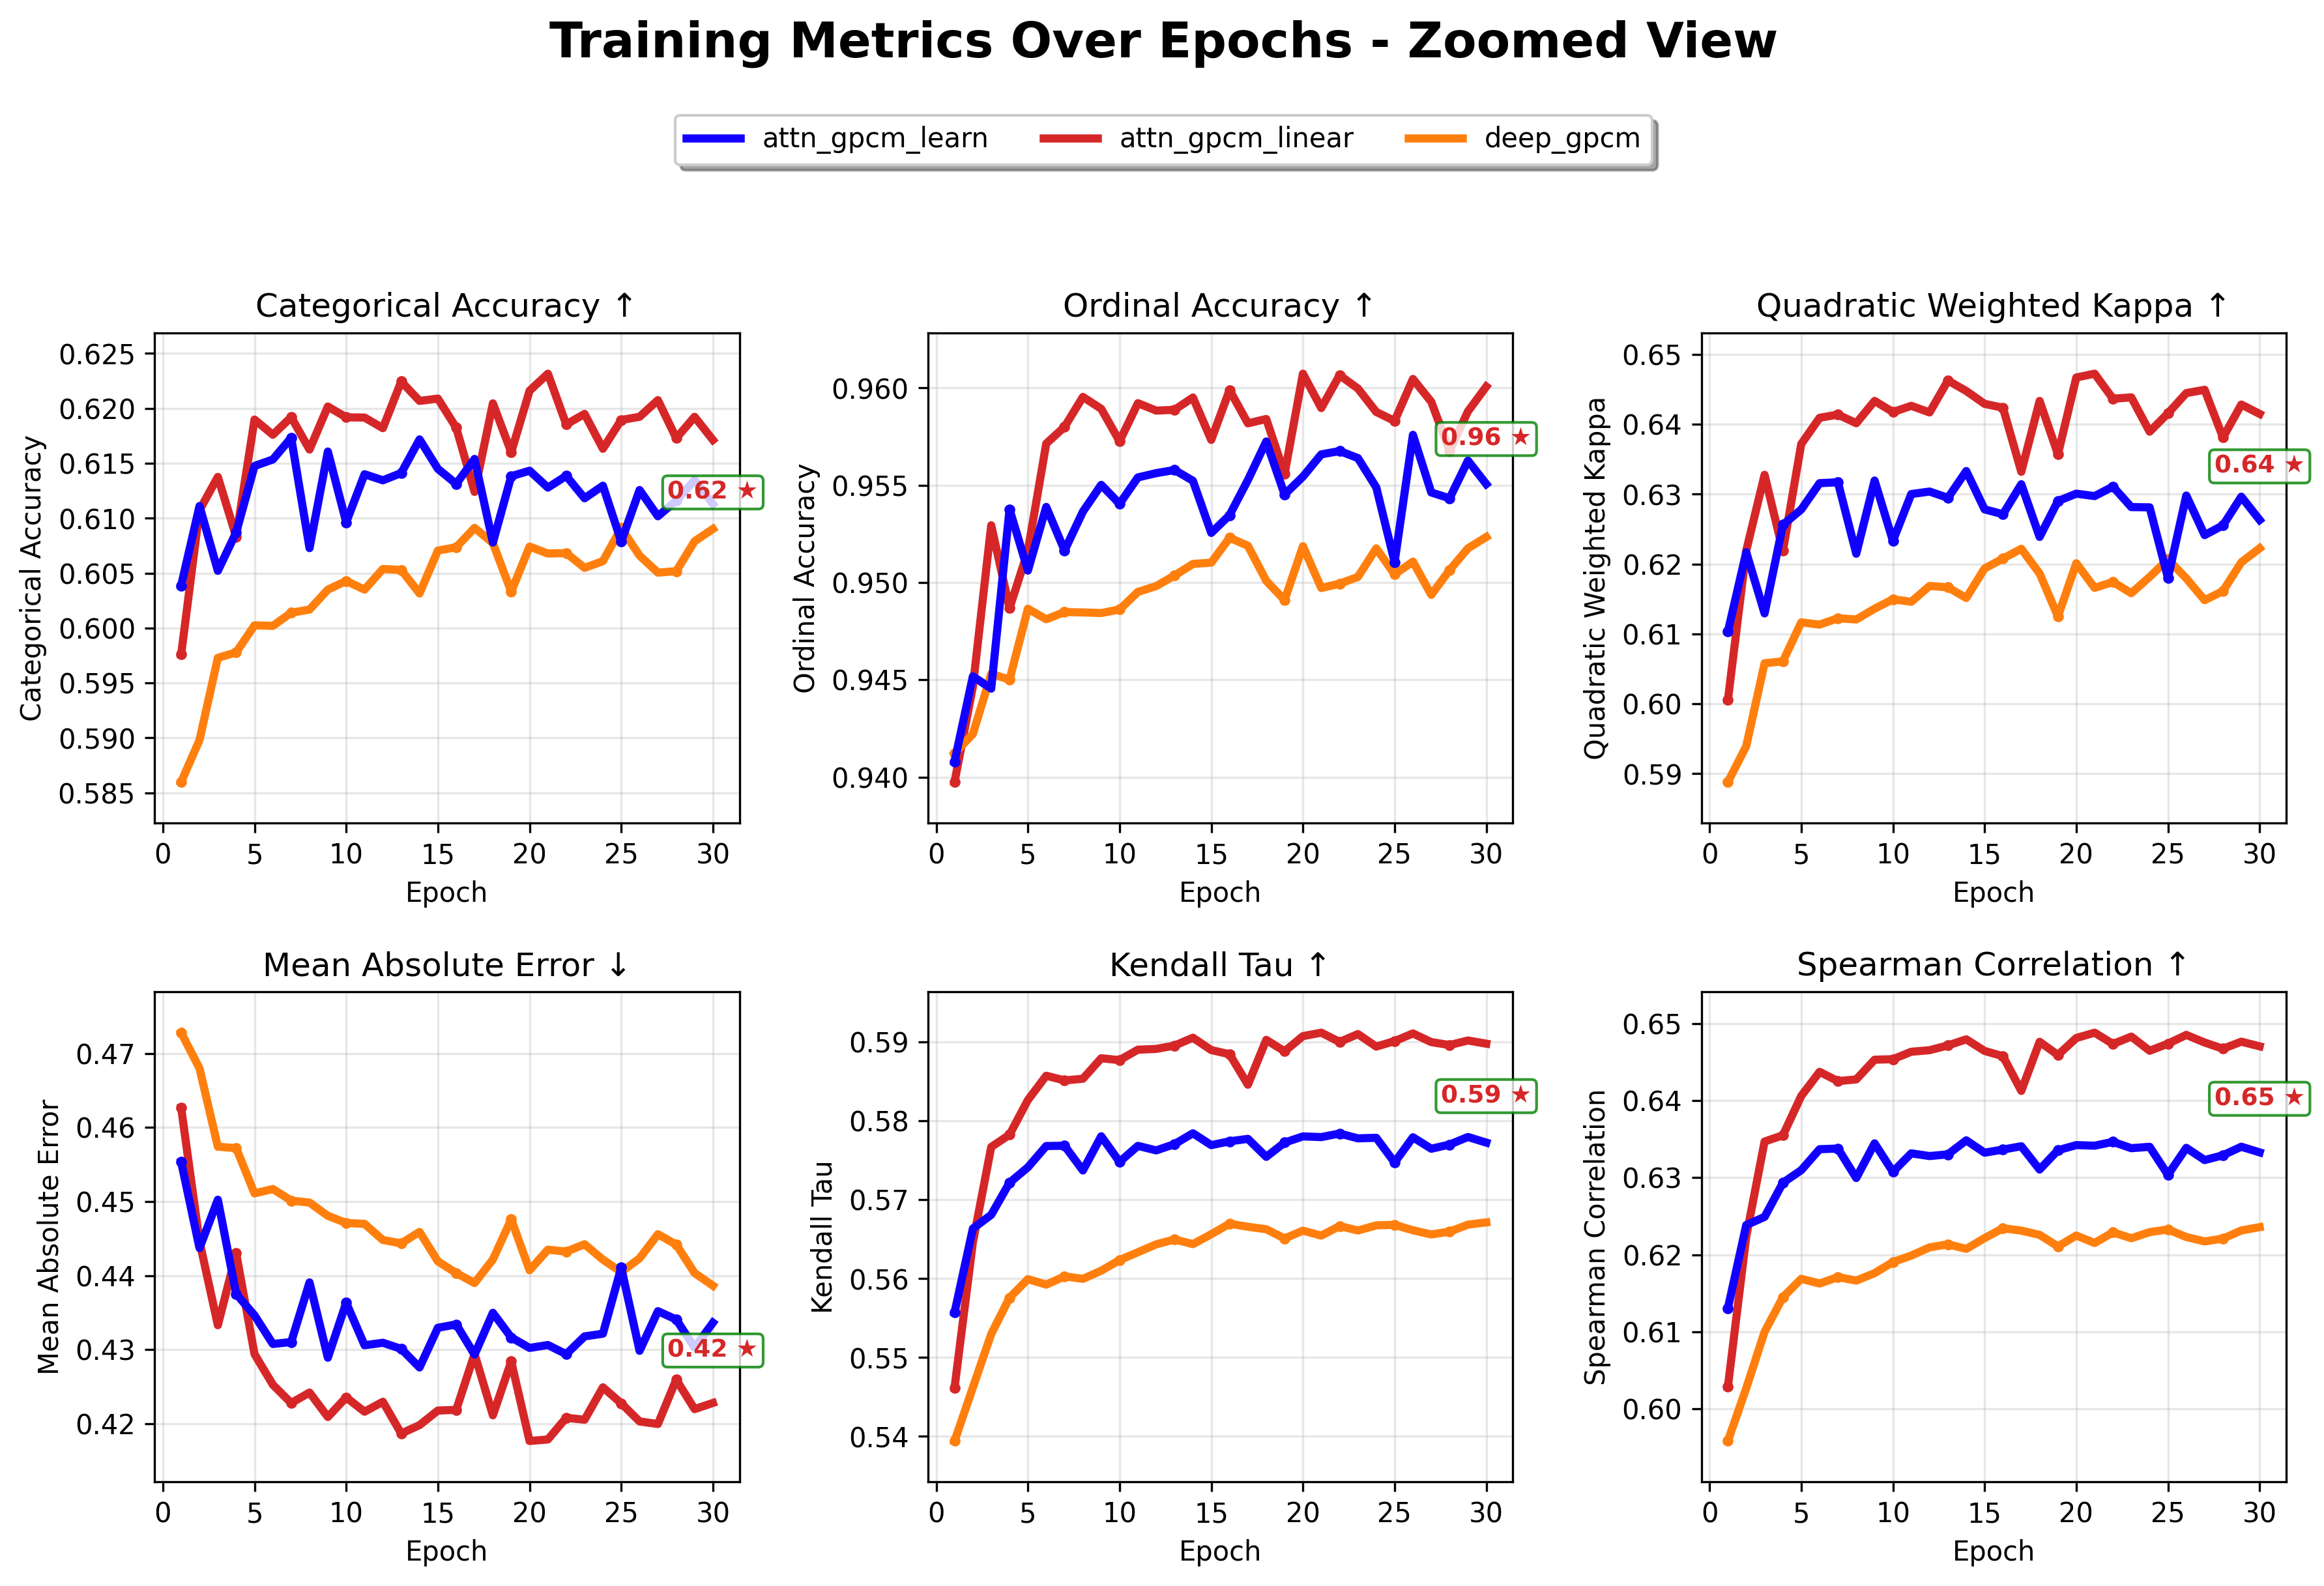 Training Metrics Over Epochs - Zoomed View
attn_gpcm_learn attn_gpcm_linear deep_gpcm
Categorical Accuracy ↑
Categorical Accuracy
0.625
0.620
0.615
0.610
0.605
0.600
0.595
0.590
0.585
0.62 ★
0 5 10 15 20 25 30
Epoch
Ordinal Accuracy ↑
Ordinal Accuracy
0.960
0.955
0.950
0.945
0.940
0.96 ★
0 5 10 15 20 25 30
Epoch
Quadratic Weighted Kappa ↑
Quadratic Weighted Kappa
0.65
0.64
0.63
0.62
0.61
0.60
0.59
0.64 ★
0 5 10 15 20 25 30
Epoch
Mean Absolute Error ↓
Mean Absolute Error
0.47
0.46
0.45
0.44
0.43
0.42
0.42 ★
0 5 10 15 20 25 30
Epoch
Kendall Tau ↑
Kendall Tau
0.59
0.58
0.57
0.56
0.55
0.54
0.59 ★
0 5 10 15 20 25 30
Epoch
Spearman Correlation ↑
Spearman Correlation
0.65
0.64
0.63
0.62
0.61
0.60
0.65 ★
0 5 10 15 20 25 30
Epoch